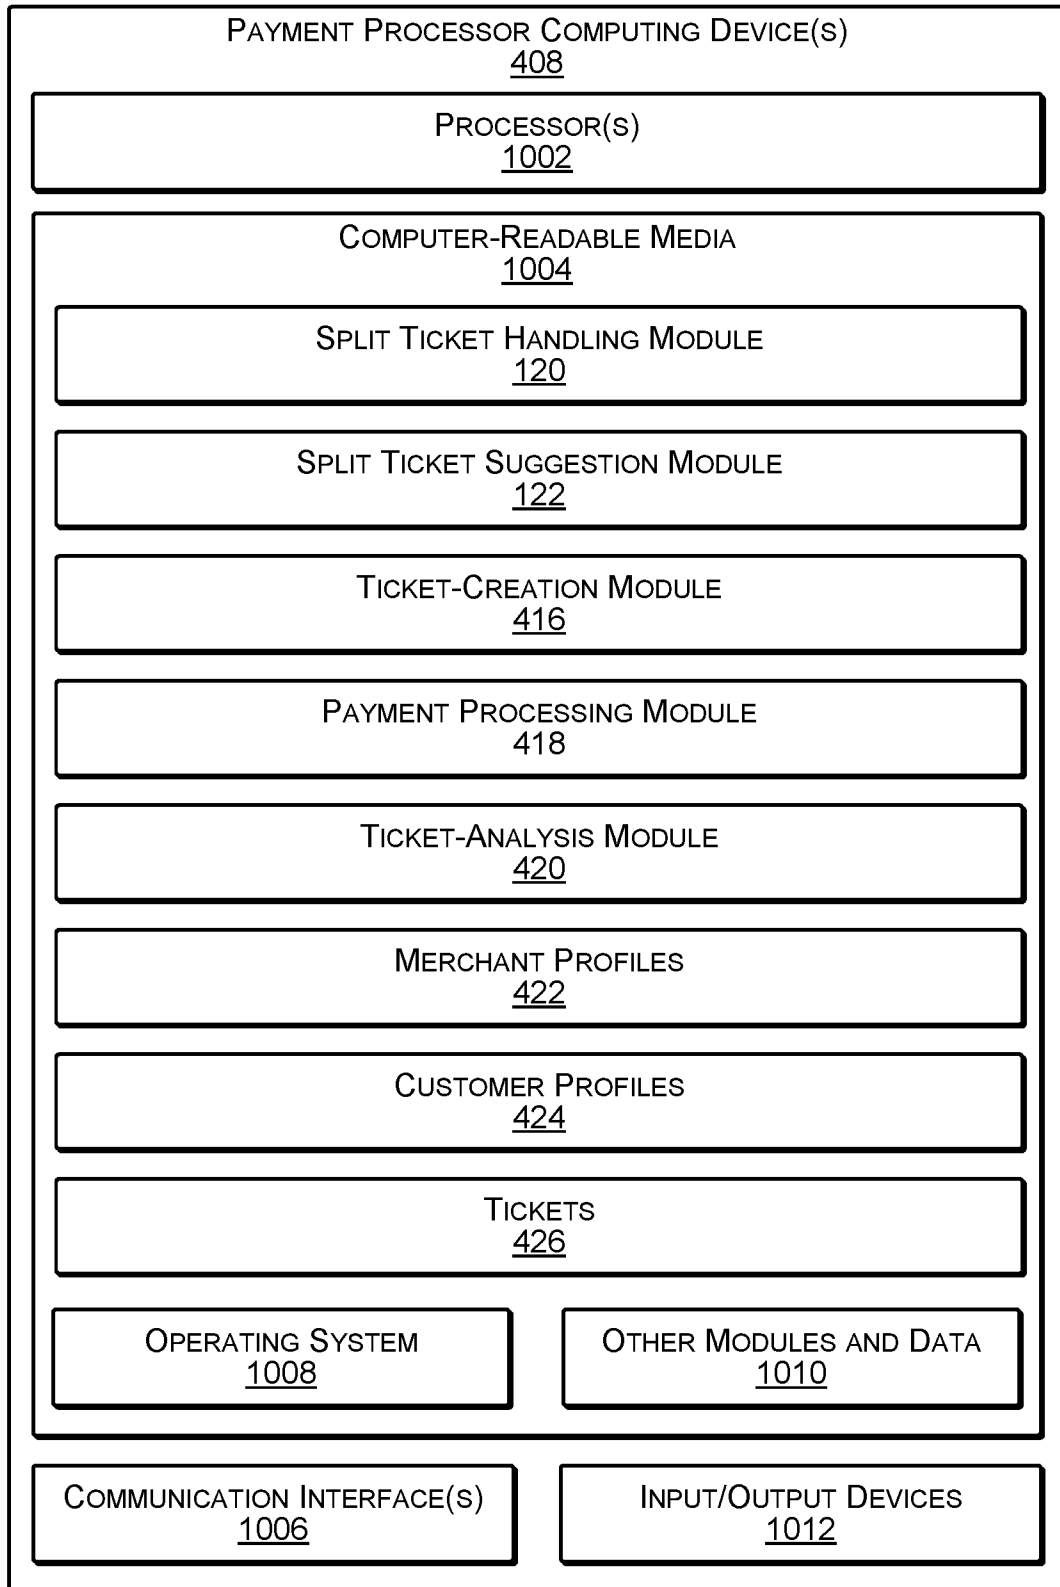 PAYMENT PROCESSOR COMPUTING DEVICE(S)
408
PROCESSOR(S)
1002
COMPUTER-READABLE MEDIA
1004
SPLIT TICKET HANDLING MODULE
120
SPLIT TICKET SUGGESTION MODULE
122
TICKET-CREATION MODULE
416
PAYMENT PROCESSING MODULE
418
TICKET-ANALYSIS MODULE
420
MERCHANT PROFILES
422
CUSTOMER PROFILES
424
TICKETS
426
OPERATING SYSTEM
1008
OTHER MODULES AND DATA
1010
COMMUNICATION INTERFACE(S)
1006
INPUT/OUTPUT DEVICES
1012